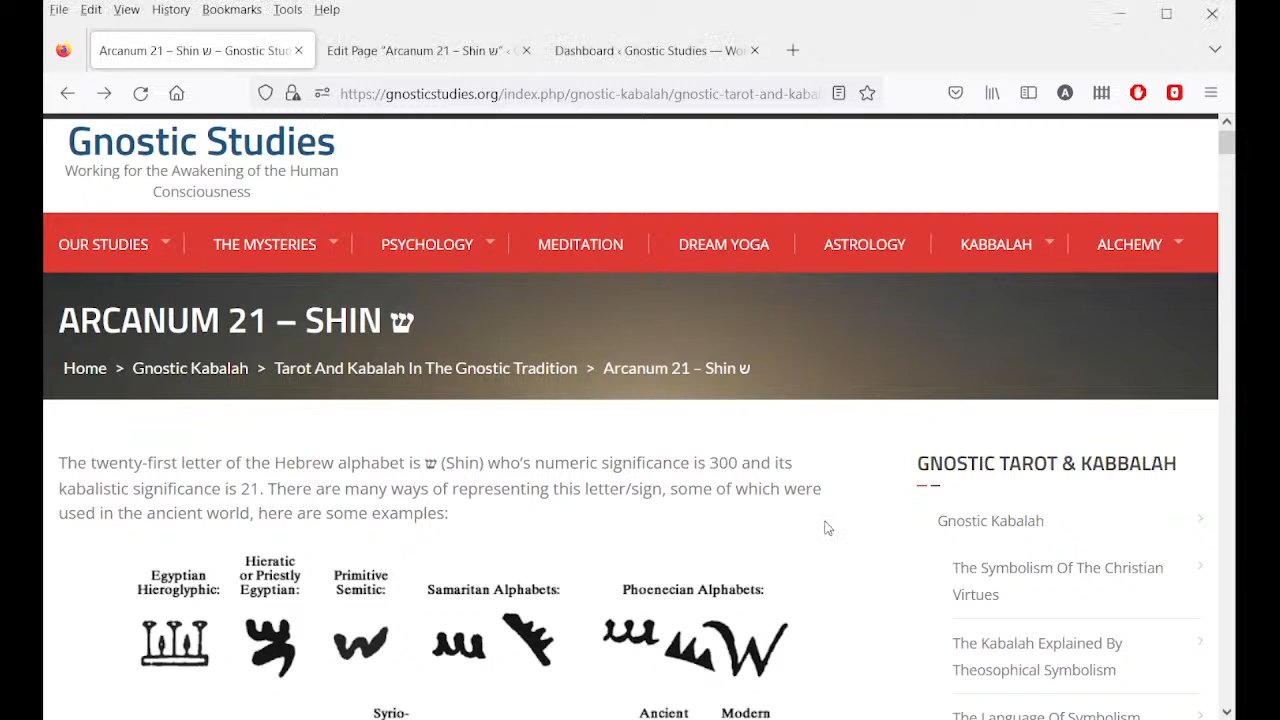 File Edit View History Bookmarks Tools Help
Arcanum 21 – Shin ש – Gnostic Stud
Edit Page “Arcanum 21 – Shin ש” ‹
Dashboard ‹ Gnostic Studies — Wor
https://gnosticstudies.org/index.php/gnostic-kabalah/gnostic-tarot-and-kabal
Gnostic Studies
Working for the Awakening of the Human
Consciousness
OUR STUDIES THE MYSTERIES PSYCHOLOGY MEDITATION DREAM YOGA ASTROLOGY KABBALAH ALCHEMY
ARCANUM 21 – SHIN ש
Home > Gnostic Kabalah > Tarot And Kabalah In The Gnostic Tradition > Arcanum 21 – Shin ש
The twenty-first letter of the Hebrew alphabet is ש (Shin) who’s numeric significance is 300 and its
kabalistic significance is 21. There are many ways of representing this letter/sign, some of which were
used in the ancient world, here are some examples:
Egyptian
Hieroglyphic:
Hieratic
or Priestly
Egyptian:
Primitive
Semitic:
Samaritan Alphabets:
Phoenecian Alphabets:
Syrio-
Ancient
Modern
GNOSTIC TAROT & KABBALAH
Gnostic Kabalah
The Symbolism Of The Christian
Virtues
The Kabalah Explained By
Theosophical Symbolism
The Language Of Symbolism